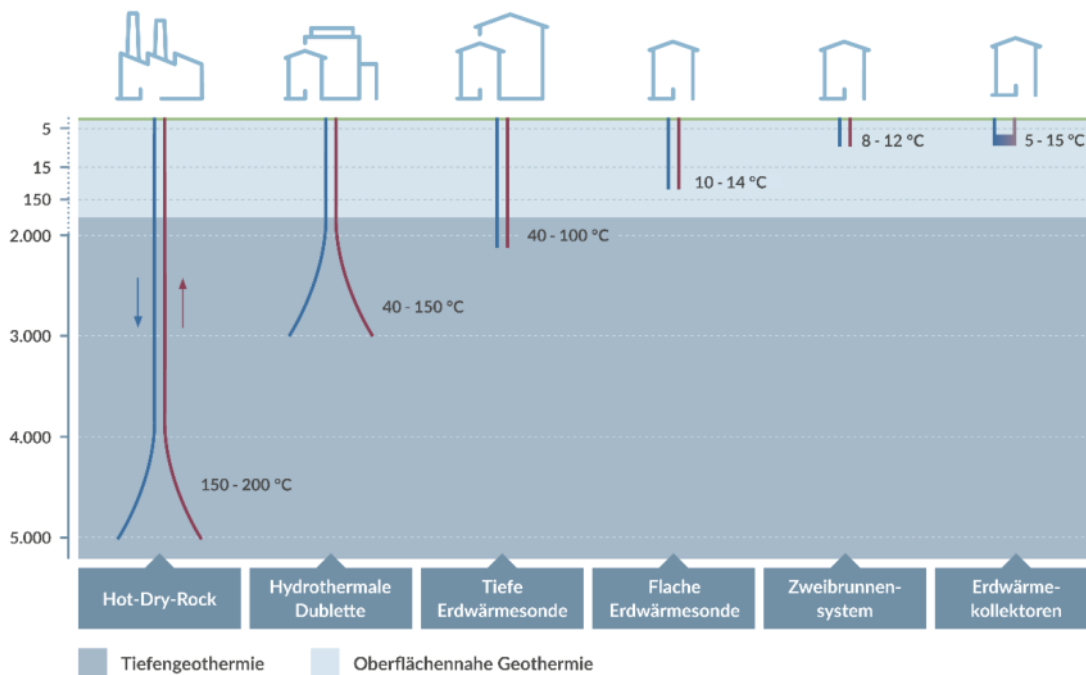 5
15
150
2.000
3.000
4.000
5.000
8 - 12 °C
5 - 15 °C
10 - 14 °C
40 - 100 °C
40 - 150 °C
150 - 200 °C
Hot-Dry-Rock
Hydrothermale
Dublette
Tiefe
Erdwärmesonde
Flache
Erdwärmesonde
Zweibrunnen-
system
Erdwärme-
kollektoren
Tiefengeothermie
Oberflächennahe Geothermie